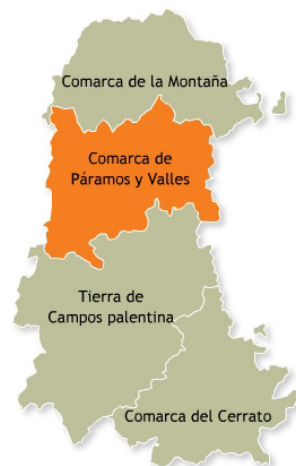 Comarca de la Montaña
Comarca de
Páramos y Valles
Tierra de
Campos palentina
Comarca del Cerrato